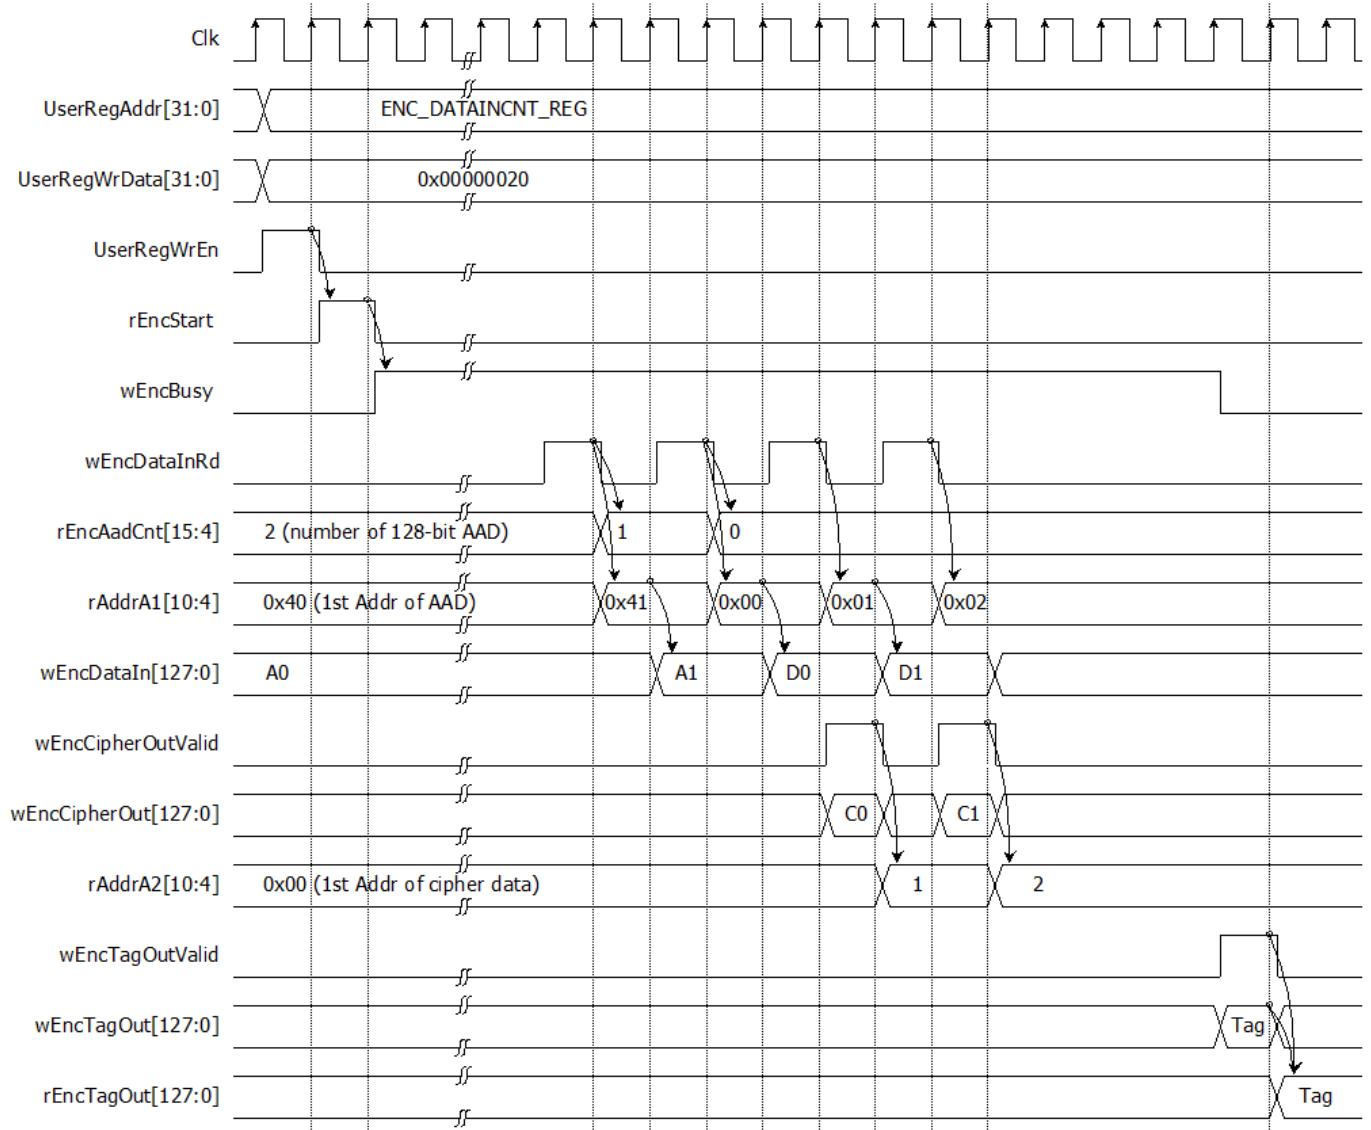 Clk
UserRegAddr[31:0] ENC_DATAINCNT_REG
UserRegWrData[31:0] 0x00000020
UserRegWrEn
rEncStart
wEncBusy
wEncDataInRd
rEncAadCnt[15:4] 2 (number of 128-bit AAD) 1 0
rAddrA1[10:4] 0x40 (1st Addr of AAD) 0x41 0x00 0x01 0x02
wEncDataIn[127:0] A0 A1 D0 D1
wEncCipherOutValid
wEncCipherOut[127:0] C0 C1
rAddrA2[10:4] 0x00 (1st Addr of cipher data) 1 2
wEncTagOutValid
wEncTagOut[127:0] Tag
rEncTagOut[127:0] Tag